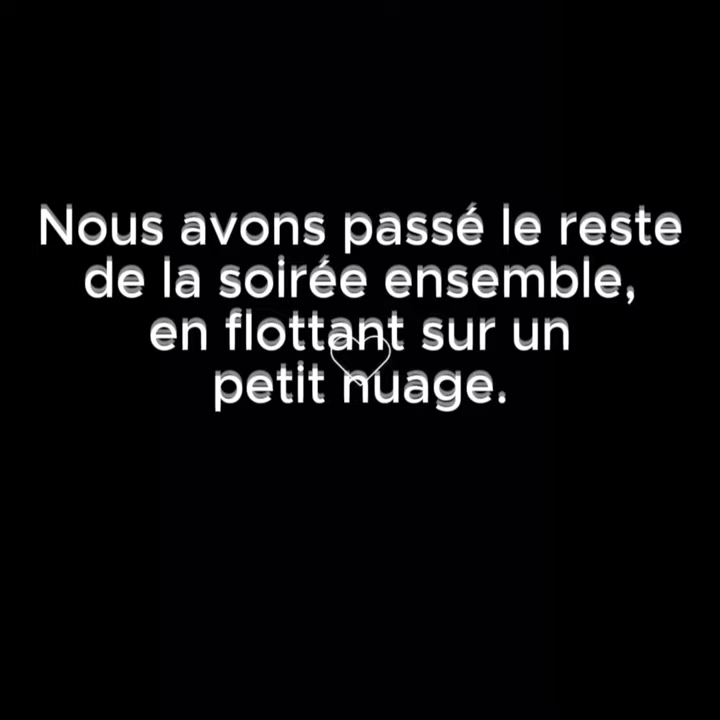 Nous avons passé le reste
de la soirée ensemble,
en flottant sur un
petit nuage.